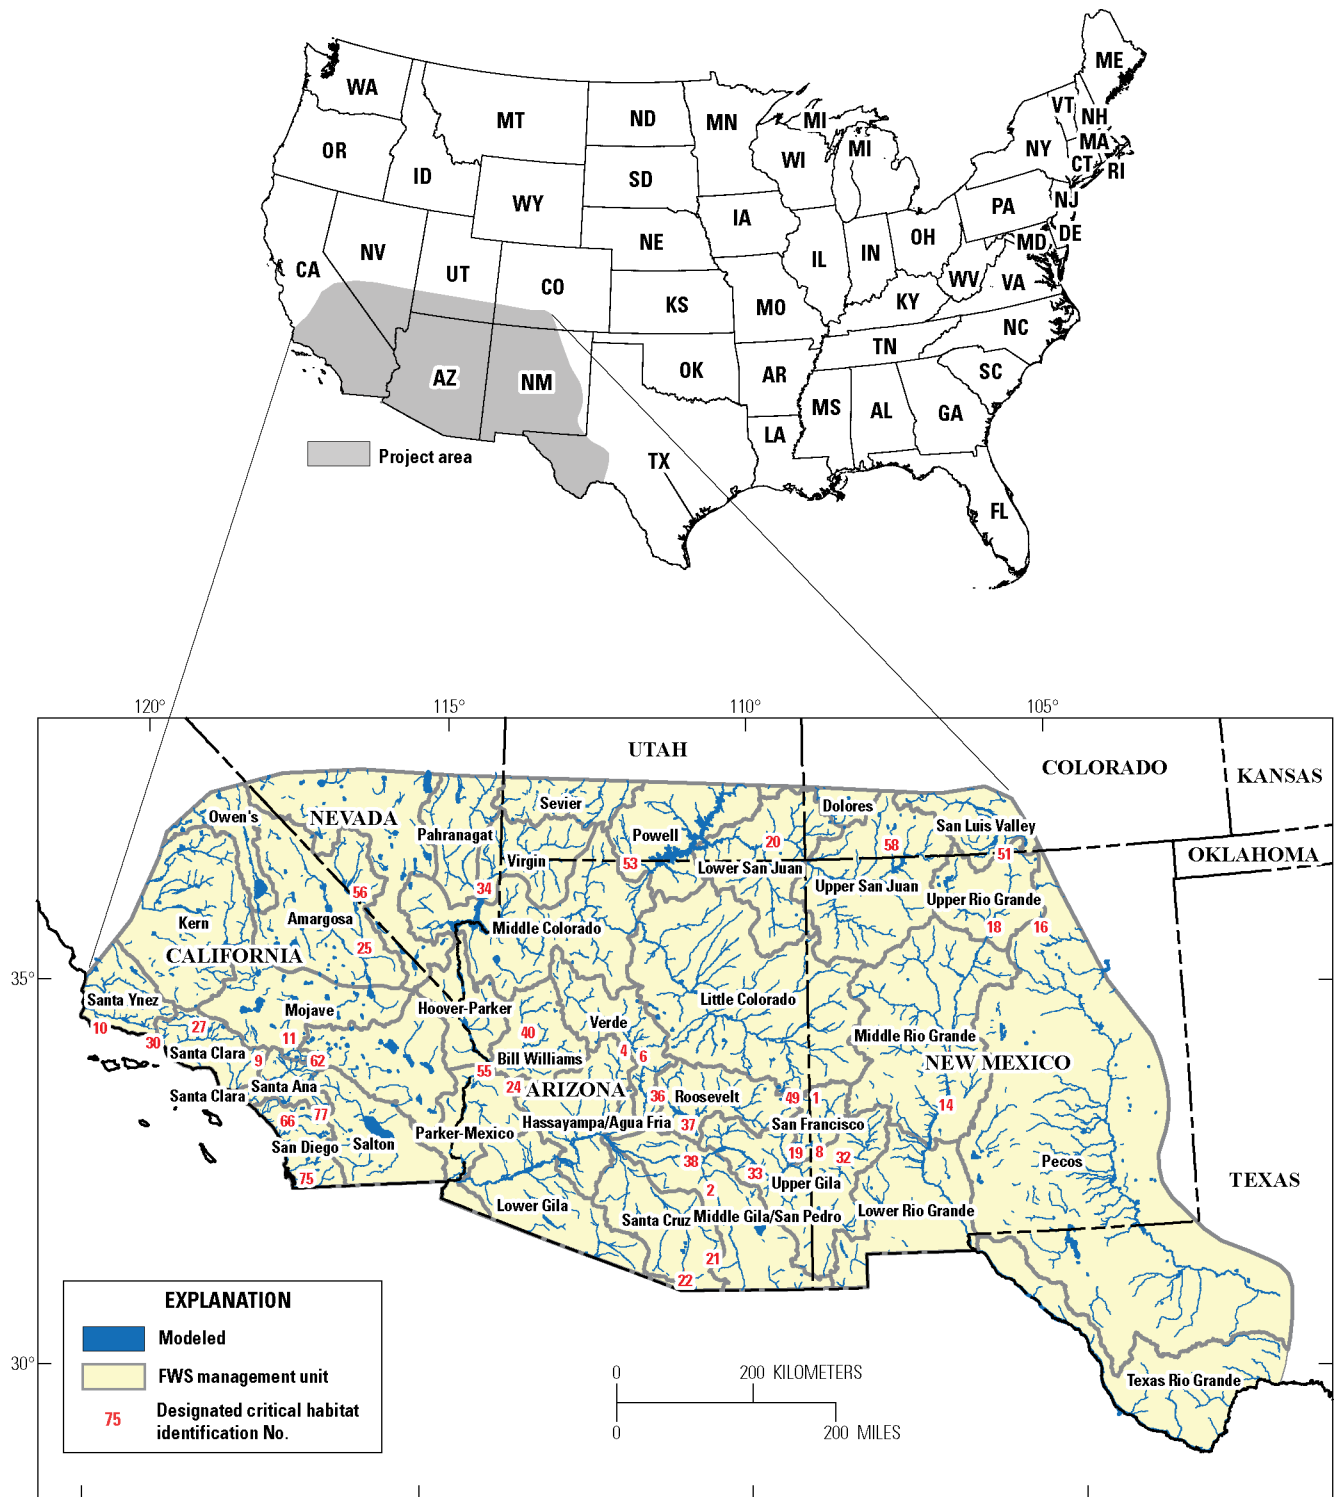 WA
MT
ND
MN
MI
ME
VT
NH
OR
ID
SD
WI
MI
NY
MA
CT
RI
WY
IA
PA
NJ
NV
NE
OH
MD
DE
CA
UT
CO
IL
IN
WV
VA
KS
MO
KY
NC
TN
AZ
NM
OK
AR
SC
MS
AL
GA
LA
TX
FL
Project area
120°
115°
110°
105°
UTAH
COLORADO
KANSAS
OKLAHOMA
Owen's
NEVADA
Sevier
Dolores
Pahranagat
Powell
San Luis Valley
20
58
51
Virgin
53
Lower San Juan
56
34
Upper San Juan
Upper Rio Grande
Kern
Amargosa
Middle Colorado
18
16
25
CALIFORNIA
35°
Santa Ynez
Mojave
Hoover-Parker
Little Colorado
10
27
Verde
30
11
40
Middle Rio Grande
Santa Clara
9
62
Bill Williams
4
6
NEW MEXICO
55
Santa Ana
24
ARIZONA
Santa Clara
36
Roosevelt
49
1
14
66
77
Hassayampa/Agua Fria
37
San Francisco
Parker-Mexico
San Diego
Salton
38
19
8
32
Pecos
75
33
Upper Gila
TEXAS
2
Lower Gila
Santa Cruz
Middle Gila/San Pedro
Lower Rio Grande
21
22
EXPLANATION
Modeled
FWS management unit
75
Designated critical habitat
identification No.
30°
0
200 KILOMETERS
0
200 MILES
Texas Rio Grande